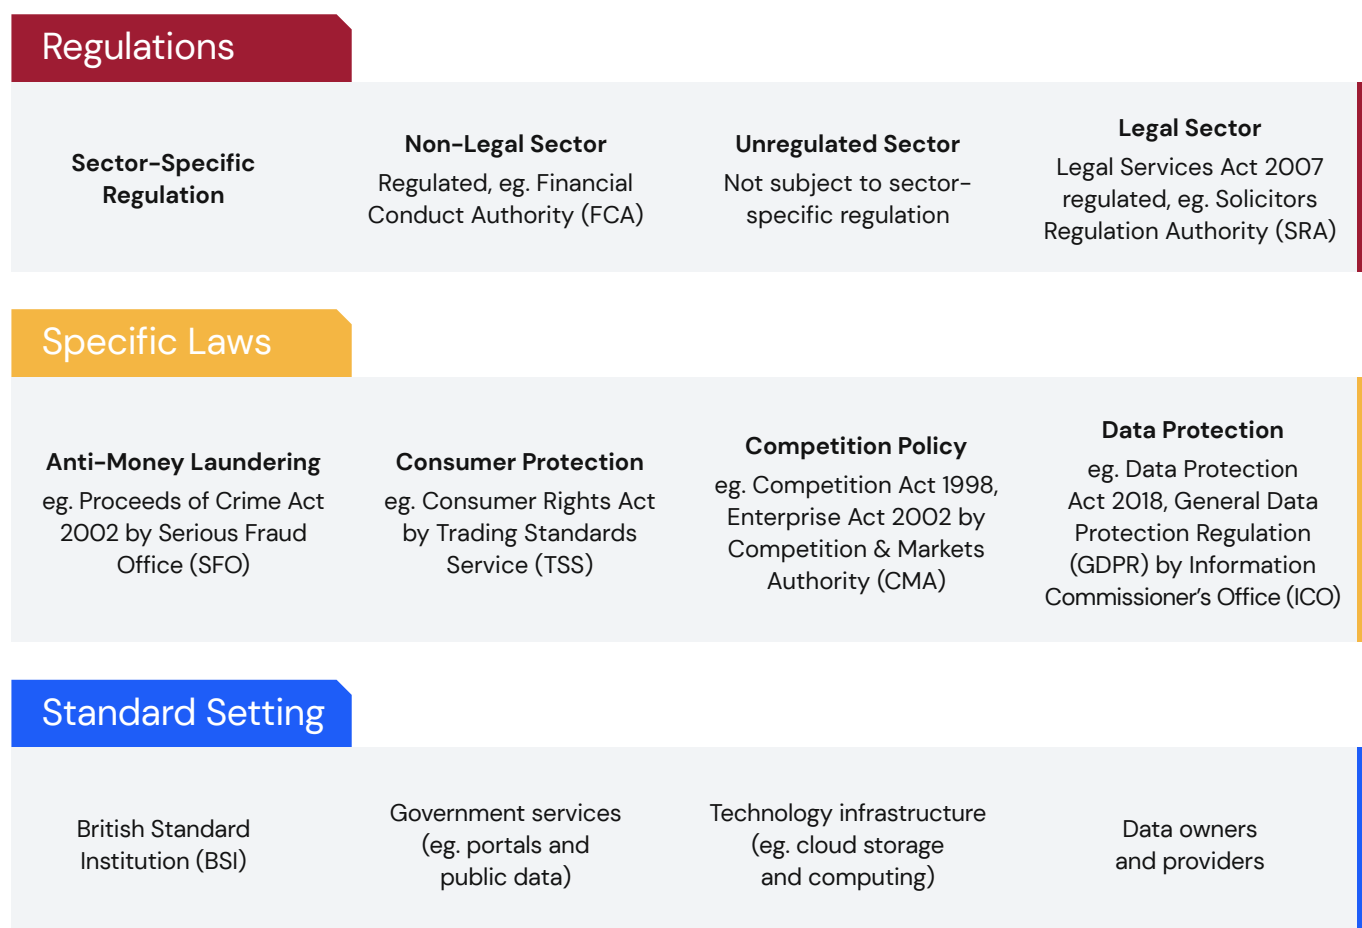 Regulations
Sector-Specific
Regulation
Non-Legal Sector
Regulated, eg. Financial
Conduct Authority (FCA)
Unregulated Sector
Not subject to sector-
specific regulation
Legal Sector
Legal Services Act 2007
regulated, eg. Solicitors
Regulation Authority (SRA)
Specific Laws
Anti-Money Laundering
eg. Proceeds of Crime Act
2002 by Serious Fraud
Office (SFO)
Consumer Protection
eg. Consumer Rights Act
by Trading Standards
Service (TSS)
Competition Policy
eg. Competition Act 1998,
Enterprise Act 2002 by
Competition & Markets
Authority (CMA)
Data Protection
eg. Data Protection
Act 2018, General Data
Protection Regulation
(GDPR) by Information
Commissioner’s Office (ICO)
Standard Setting
British Standard
Institution (BSI)
Government services
(eg. portals and
public data)
Technology infrastructure
(eg. cloud storage
and computing)
Data owners
and providers